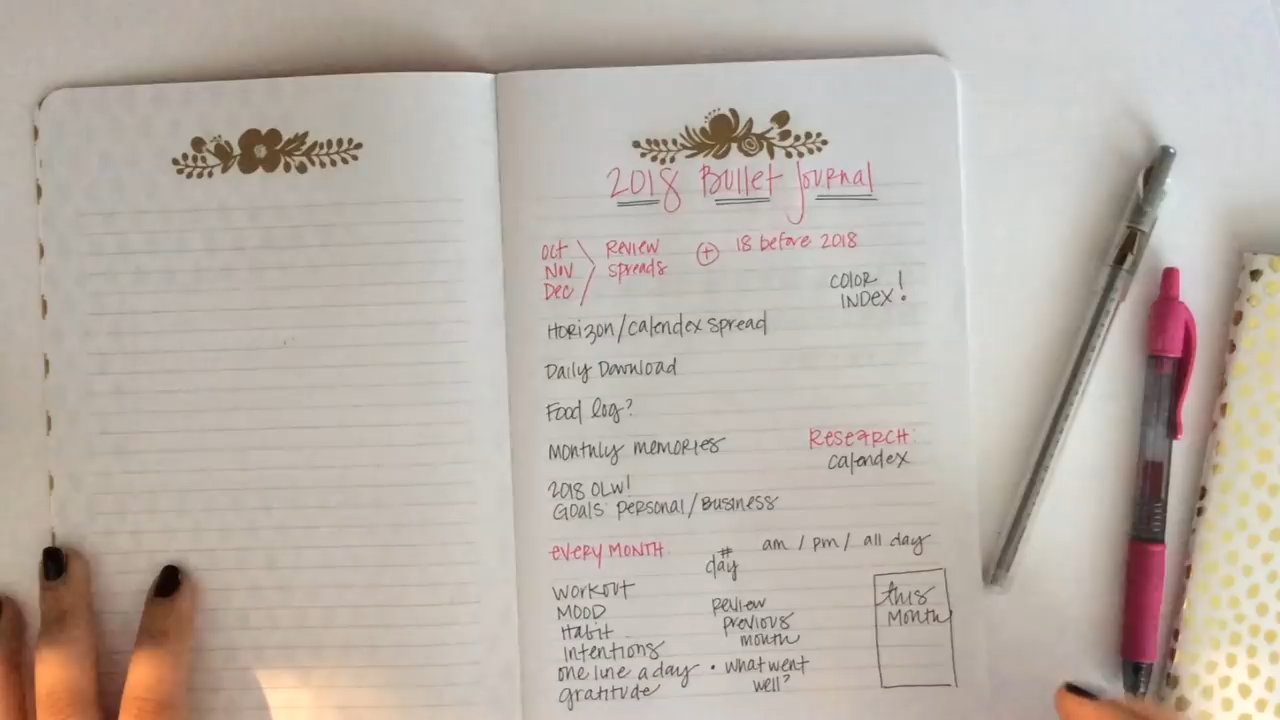 2018 Bullet Journal
Oct
Nov
Dec
Review
spreads
+ 18 before 2018
COLOR
INDEX!
Horizon/calendex spread
Daily Download
Food log?
Monthly memories
RESEARCH:
calendex
2018 OLW!
Goals: personal/Business
every MONTH
#
day
am / pm / all day
workout
MOOD
Habit
Intentions
one line a day
gratitude
Review
previous
month
• what went
well?
this
Month